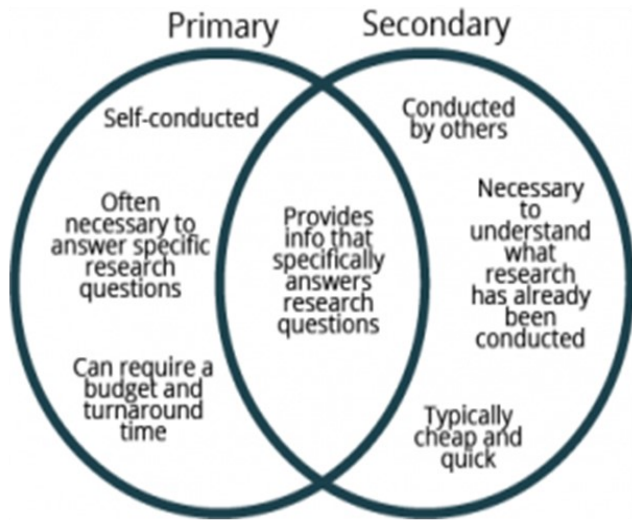 Primary
Secondary
Self-conducted
Often
necessary to
answer specific
research
questions
Can require a
budget and
turnaround
time
Provides
info that
specifically
answers
research
questions
Conducted
by others
Necessary
to
understand
what
research
has already
been
conducted
Typically
cheap and
quick